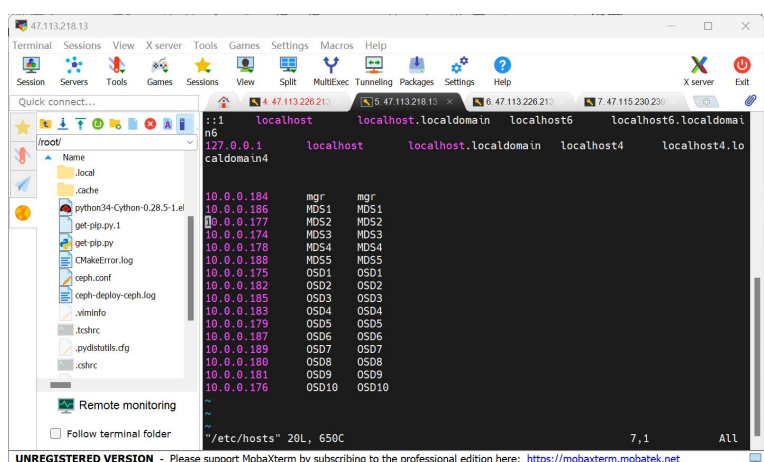 47.113.218.13
Terminal Sessions View X server Tools Games Settings Macros Help
Session Servers Tools Games Sessions View Split MultiExec Tunneling Packages Settings Help X server Exit
Quick connect...
4. 47.113.226.213 5. 47.113.218.13 6. 47.113.226.213 7. 47.115.230.239
/root/
Name
.local
.cache
python34-Cython-0.28.5-1.el
get-pip.py.1
get-pip.py
CMakeError.log
ceph.conf
ceph-deploy-ceph.log
.viminfo
.tcshrc
.pydistutils.cfg
.cshrc
Remote monitoring
Follow terminal folder
::1 localhost localhost.localdomain localhost6 localhost6.localdomai
n6
127.0.0.1 localhost localhost.localdomain localhost4 localhost4.lo
caldomain4
10.0.0.184 mgr mgr
10.0.0.186 MDS1 MDS1
10.0.0.177 MDS2 MDS2
10.0.0.174 MDS3 MDS3
10.0.0.178 MDS4 MDS4
10.0.0.188 MDS5 MDS5
10.0.0.175 OSD1 OSD1
10.0.0.182 OSD2 OSD2
10.0.0.185 OSD3 OSD3
10.0.0.183 OSD4 OSD4
10.0.0.179 OSD5 OSD5
10.0.0.187 OSD6 OSD6
10.0.0.189 OSD7 OSD7
10.0.0.180 OSD8 OSD8
10.0.0.181 OSD9 OSD9
10.0.0.176 OSD10 OSD10
~
~
~
"/etc/hosts" 20L, 650C 7,1 All
UNREGISTERED VERSION - Please support MobaXterm by subscribing to the professional edition here: https://mobaxterm.mobatek.net